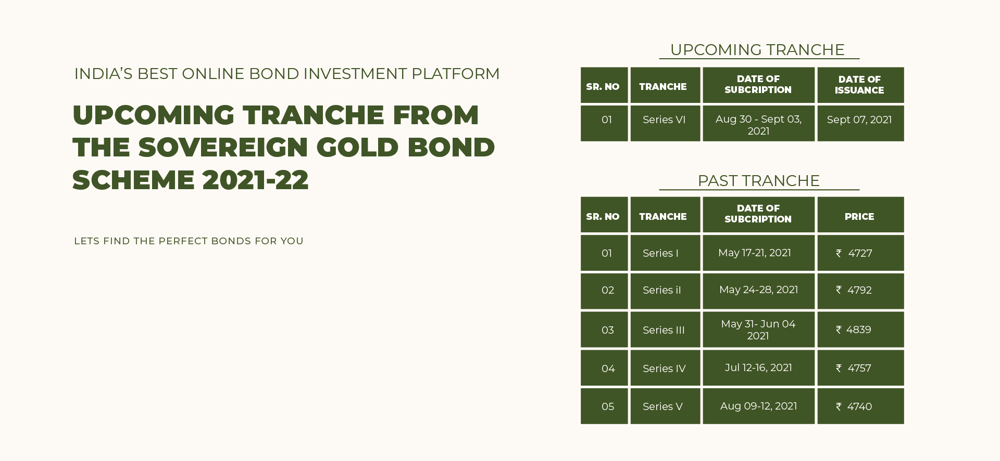 INDIA’S BEST ONLINE BOND INVESTMENT PLATFORM
UPCOMING TRANCHE FROM
THE SOVEREIGN GOLD BOND
SCHEME 2021-22
LETS FIND THE PERFECT BONDS FOR YOU
UPCOMING TRANCHE
SR. NO TRANCHE DATE OF SUBCRIPTION DATE OF ISSUANCE
01 Series VI Aug 30 - Sept 03, 2021 Sept 07, 2021
PAST TRANCHE
SR. NO TRANCHE DATE OF SUBCRIPTION PRICE
01 Series I May 17-21, 2021 ₹ 4727
02 Series iI May 24-28, 2021 ₹ 4792
03 Series III May 31- Jun 04 2021 ₹ 4839
04 Series IV Jul 12-16, 2021 ₹ 4757
05 Series V Aug 09-12, 2021 ₹ 4740